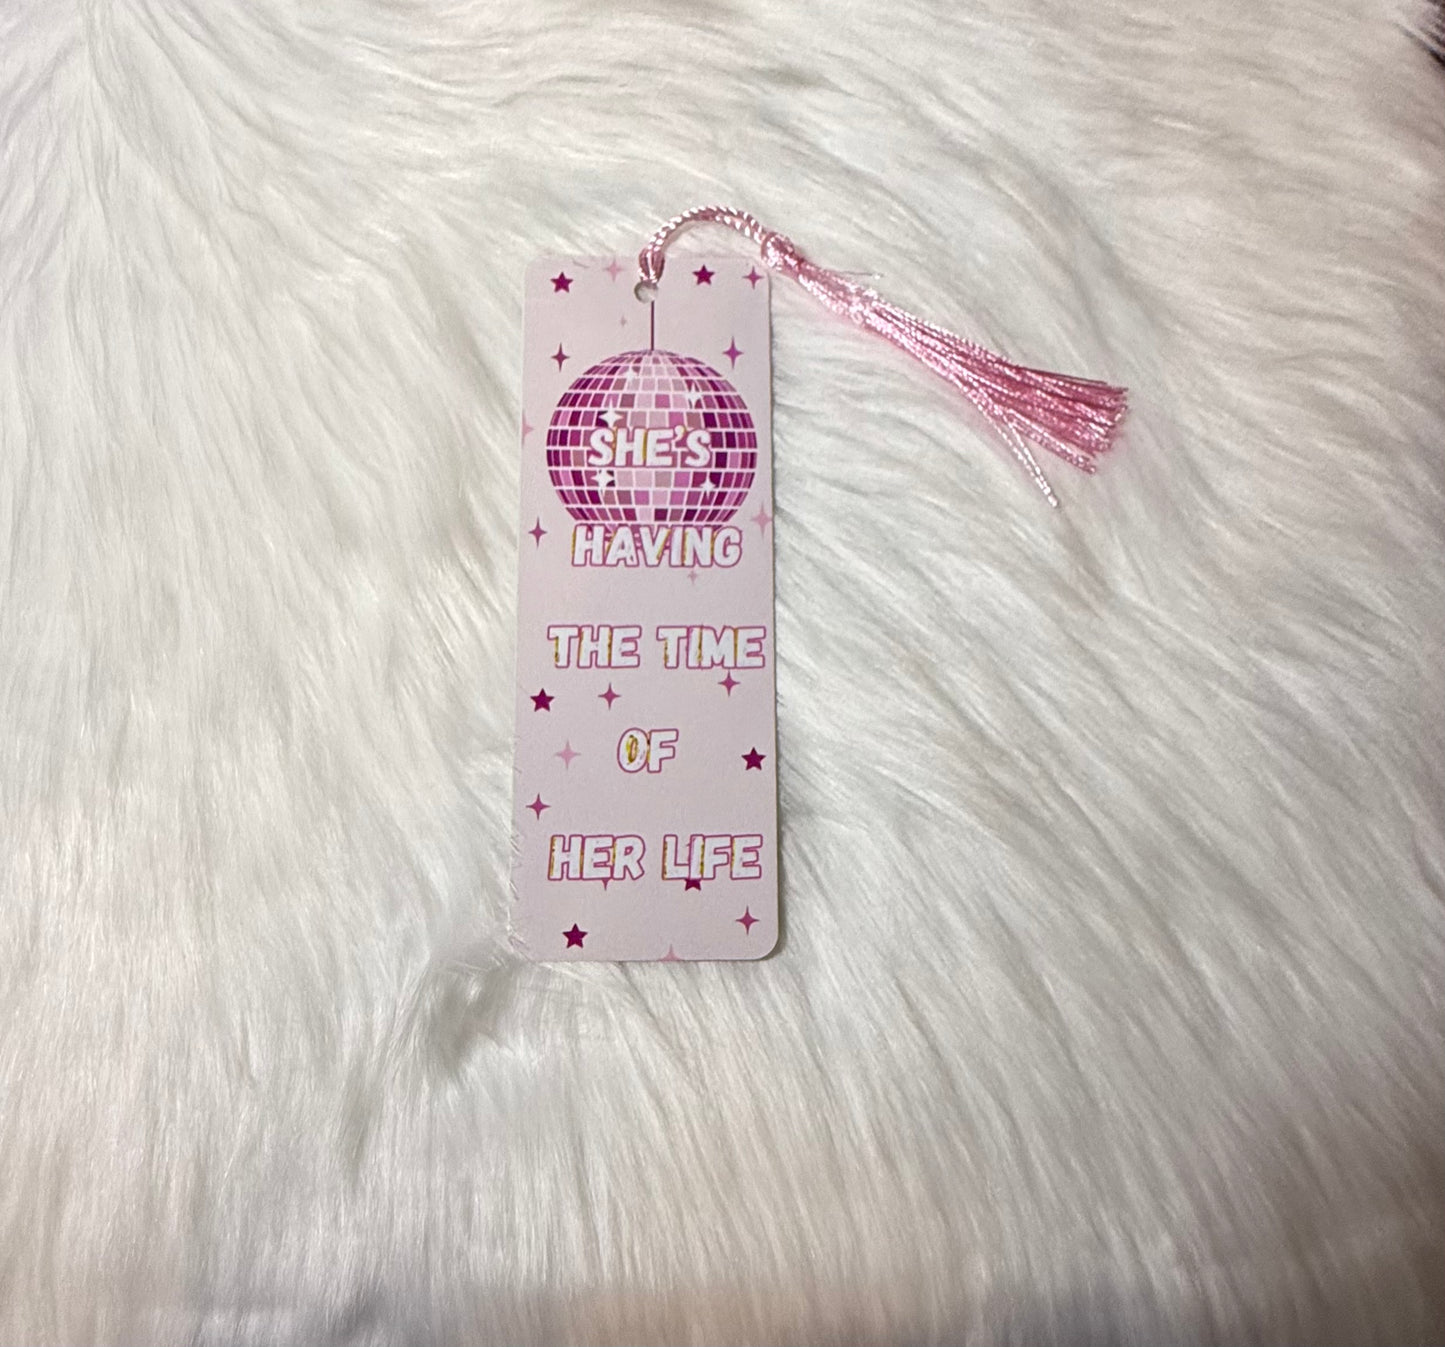 SHE'S
HAVING
THE TIME
OF
HER LIFE